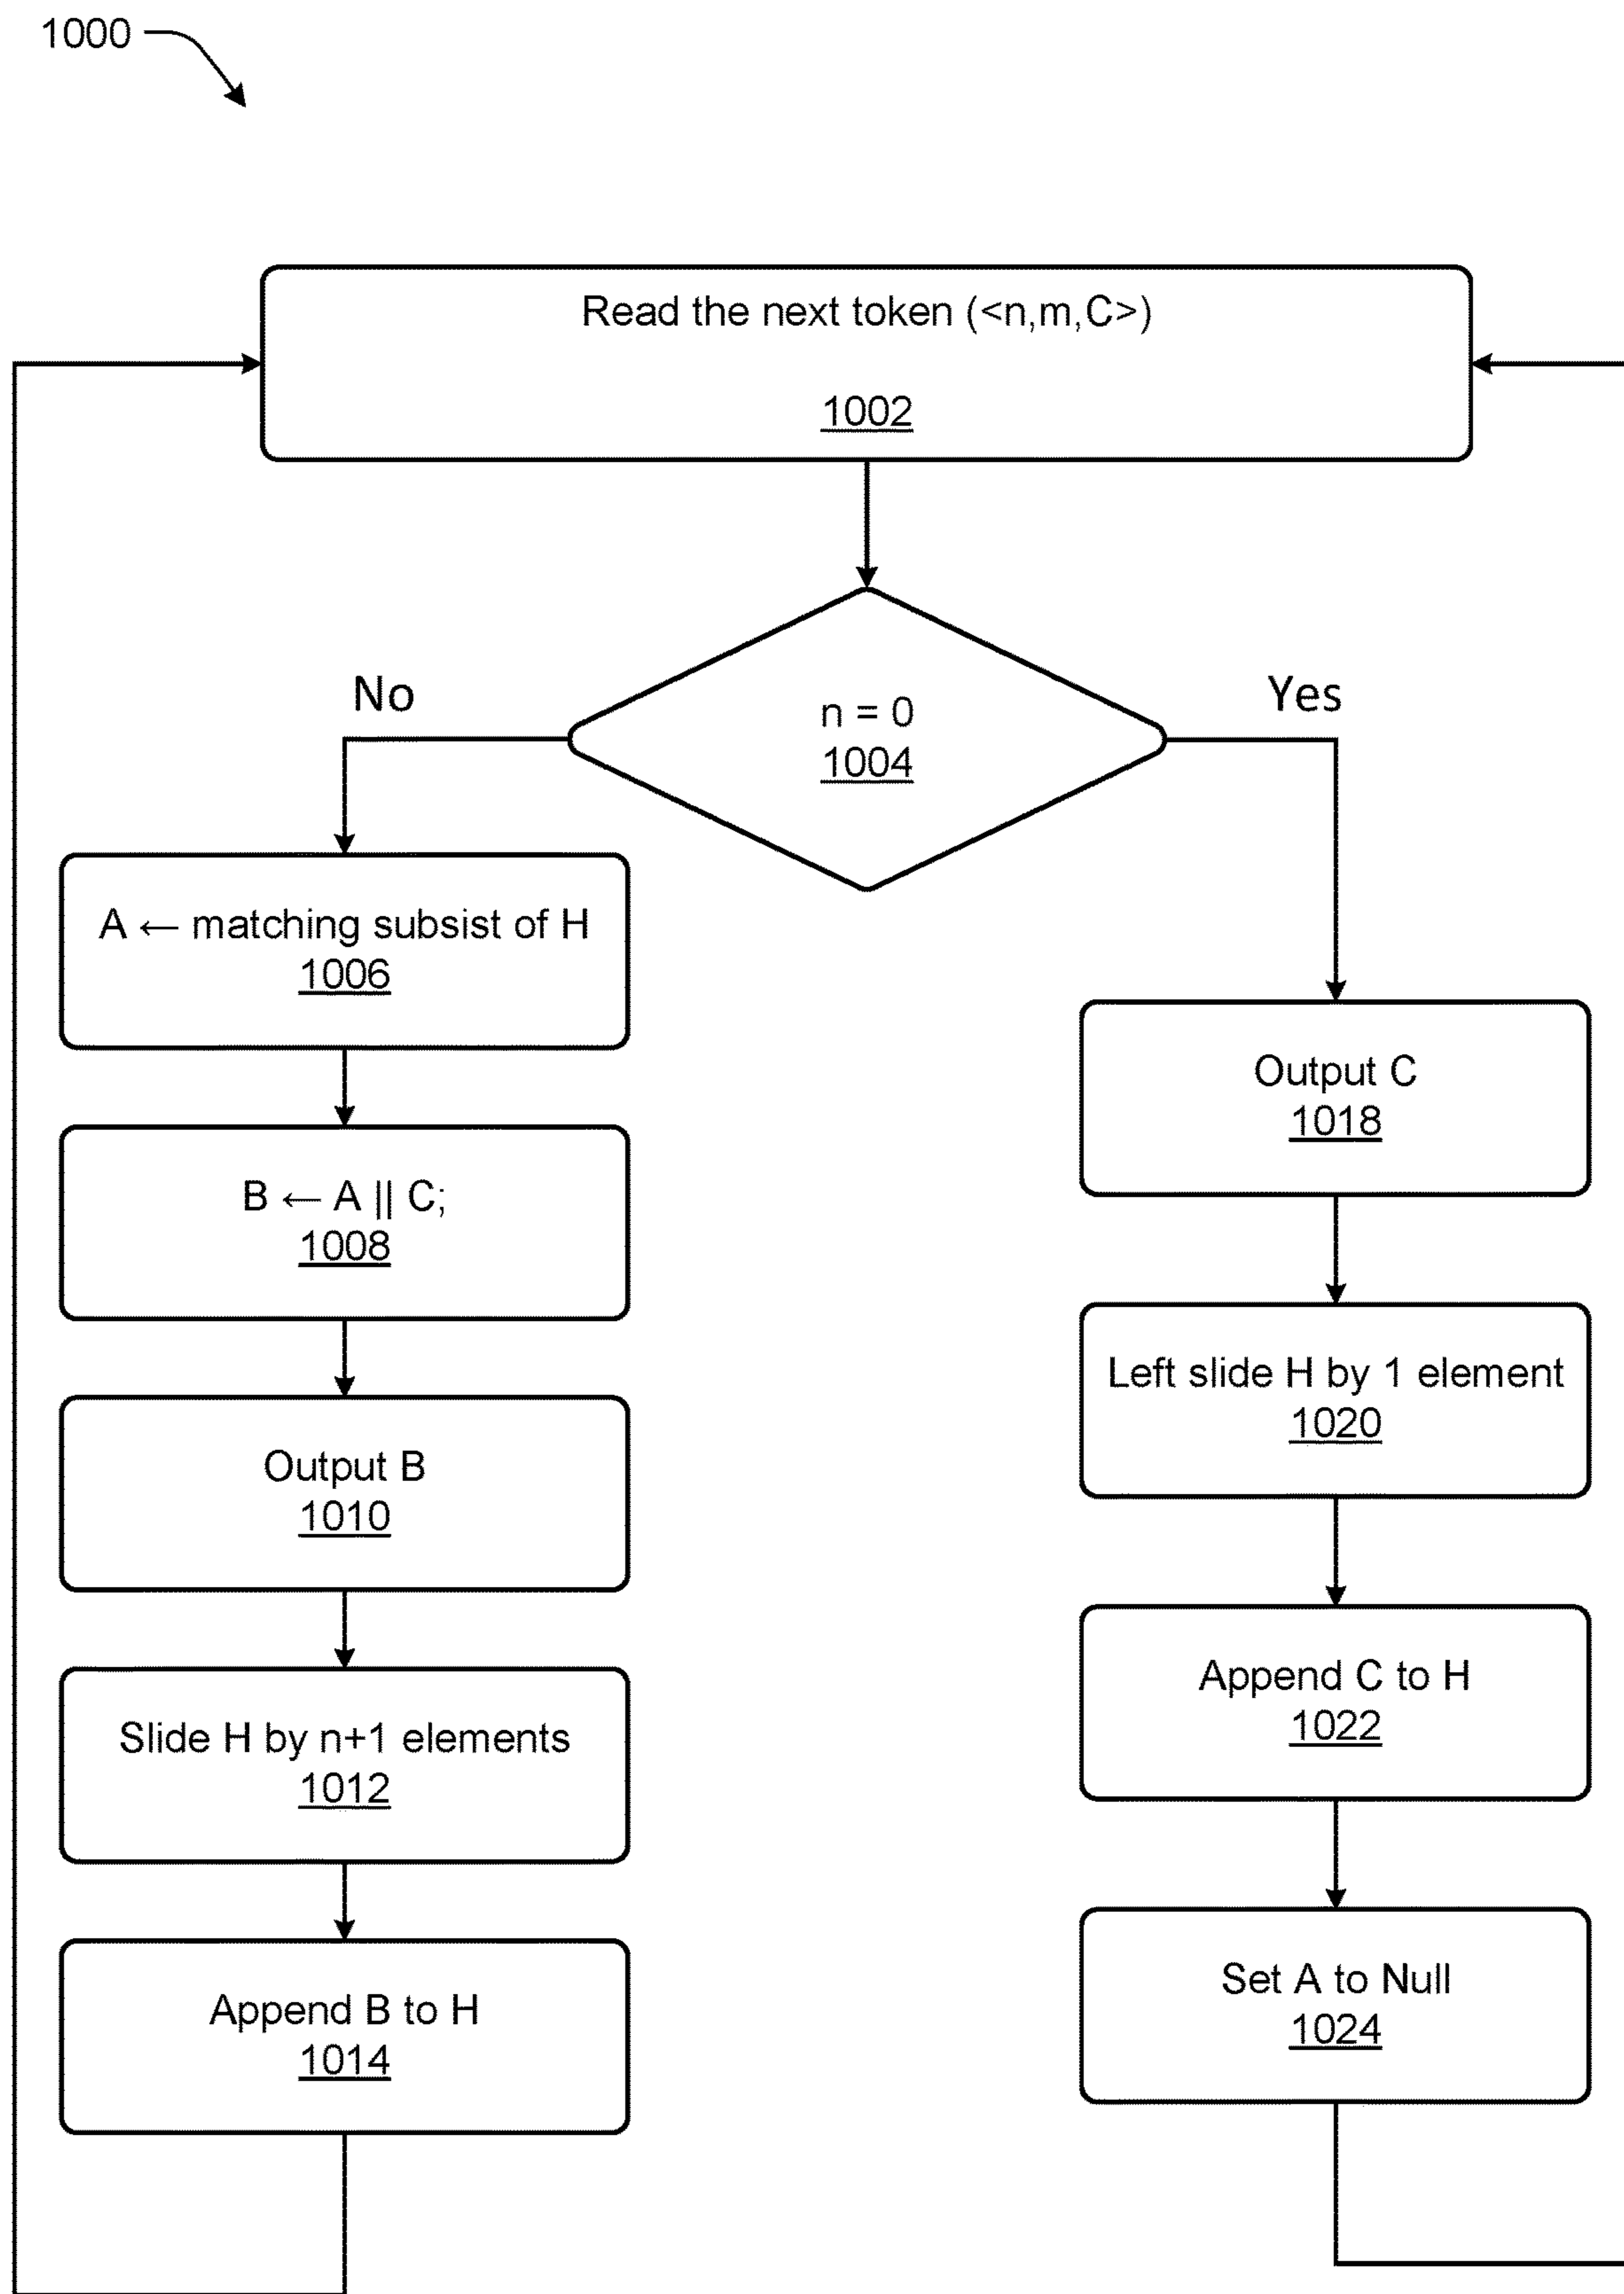 1000
Read the next token (<n,m,C>)
1002
n = 0
1004
No
Yes
A ← matching subsist of H
1006
B ← A || C;
1008
Output B
1010
Slide H by n+1 elements
1012
Append B to H
1014
Output C
1018
Left slide H by 1 element
1020
Append C to H
1022
Set A to Null
1024